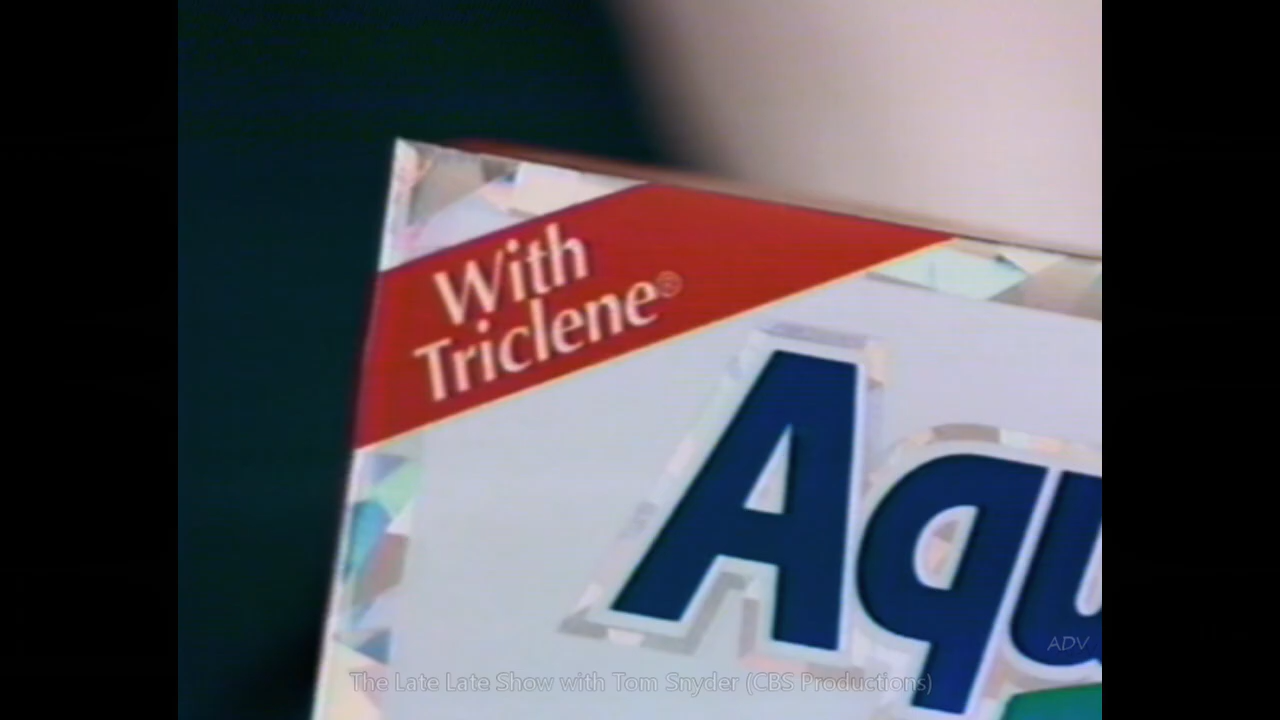 With
Triclene®
Aqu
ADV
The Late Late Show with Tom Snyder (CBS Productions)